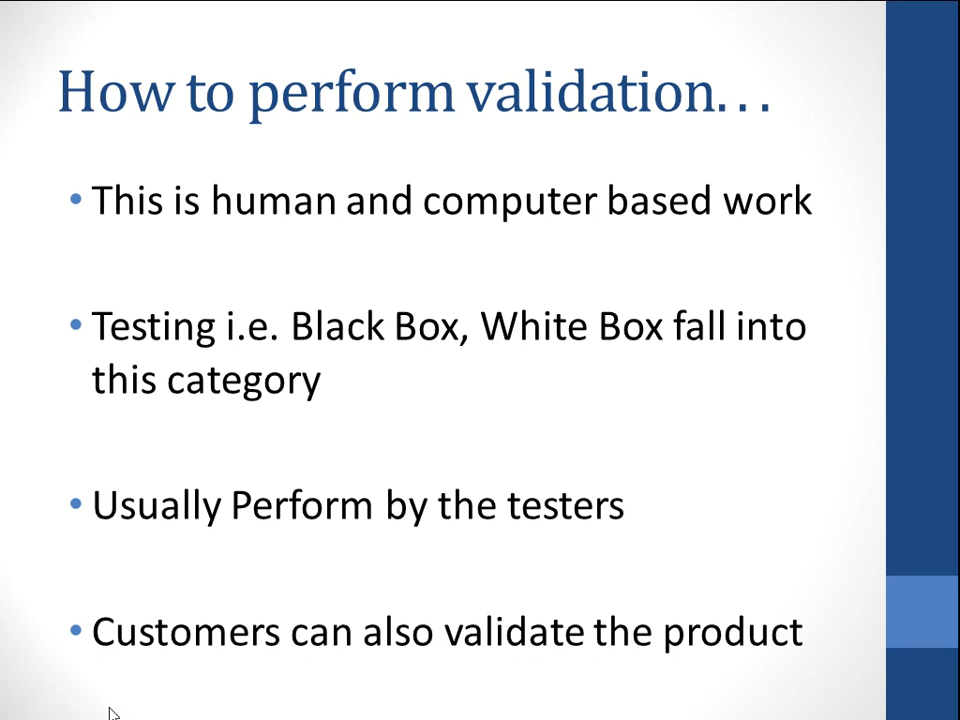 How to perform validation. . .
• This is human and computer based work
• Testing i.e. Black Box, White Box fall into
this category
• Usually Perform by the testers
• Customers can also validate the product